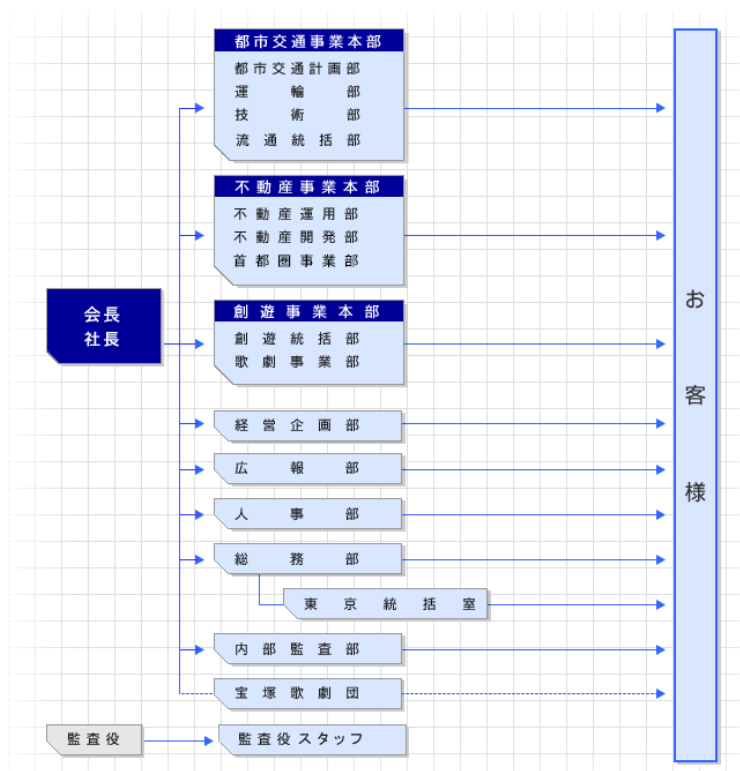 都市交通事業本部
都市交通計画部
運輸部
技術部
流通統括部
不動産事業本部
不動産運用部
不動産開発部
首都圏事業部
会長
社長
創遊事業本部
創遊統括部
歌劇事業部
経営企画部
広報部
人事部
総務部
東京統括室
内部監査部
宝塚歌劇団
監査役
監査役スタッフ
お客様